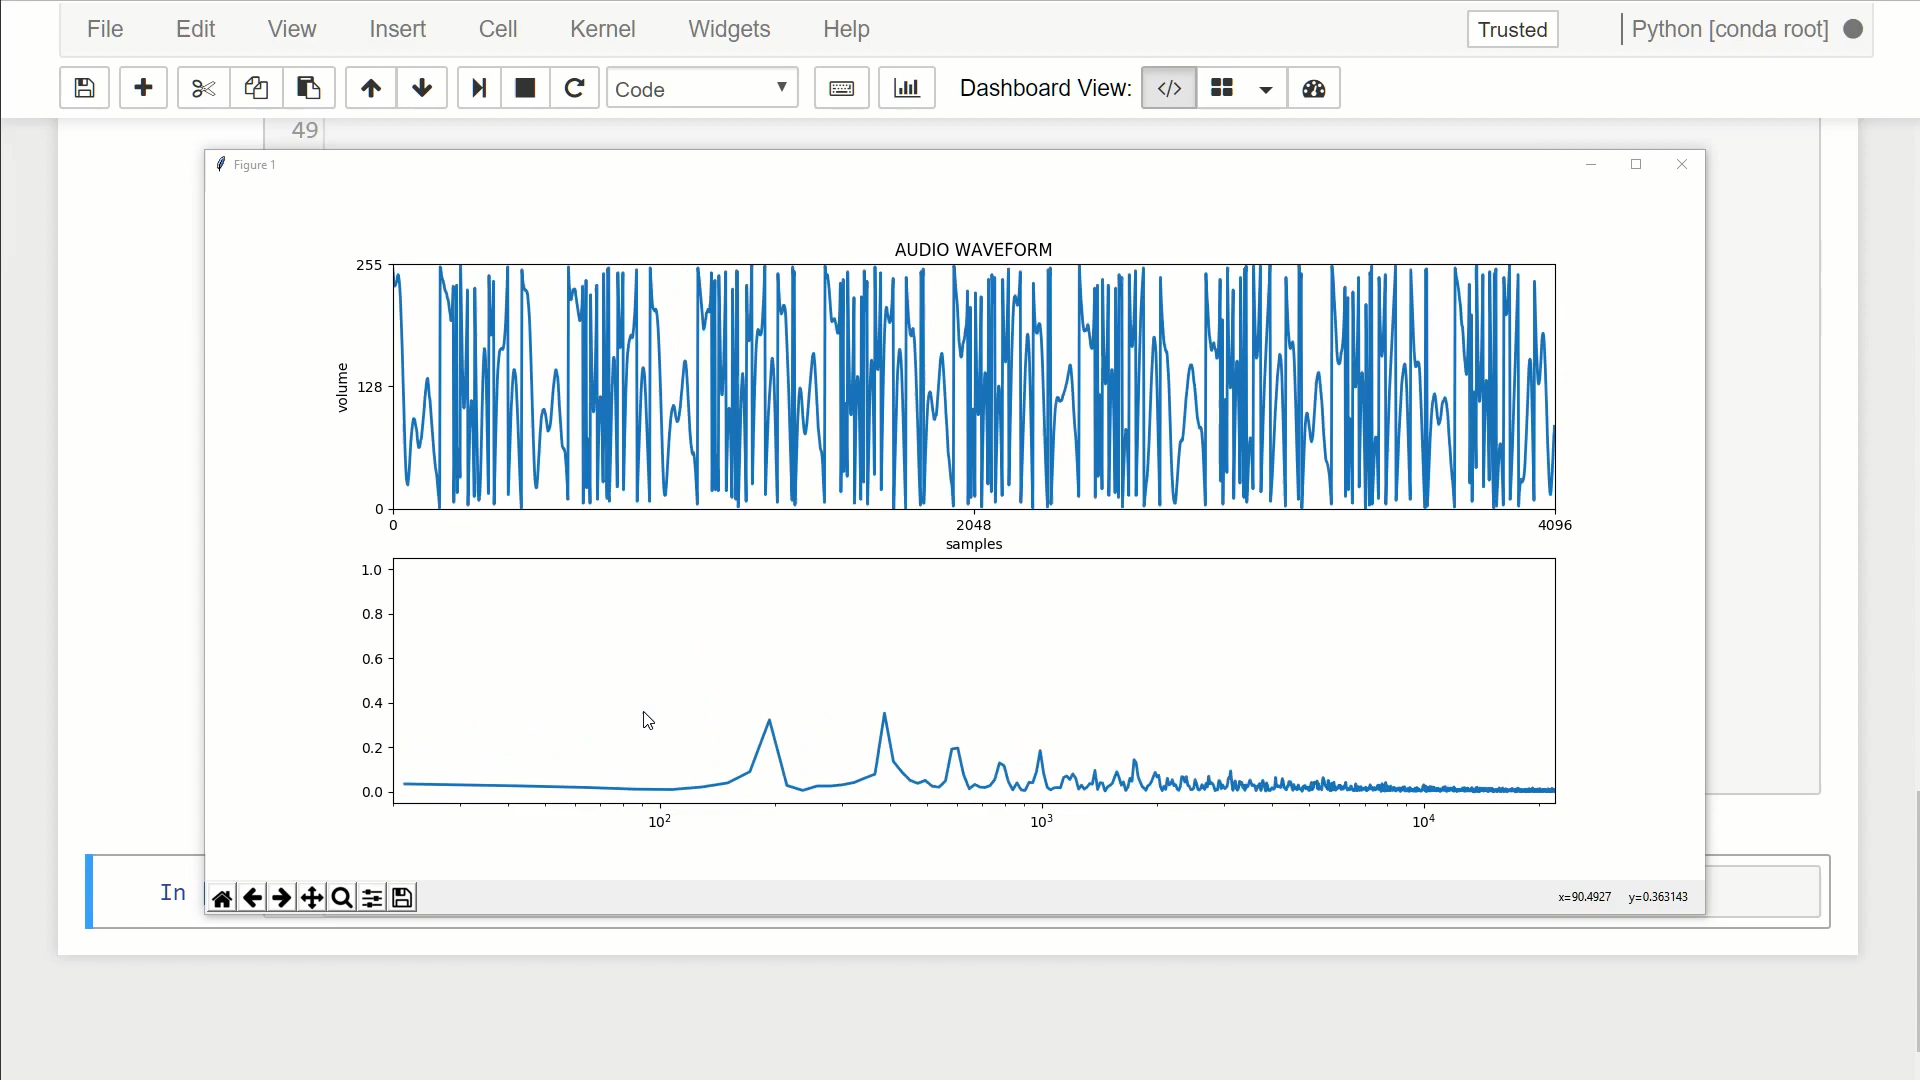 File Edit View Insert Cell Kernel Widgets Help Trusted Python [conda root]
Code Dashboard View:
49
Figure 1
AUDIO WAVEFORM
255
128
0
volume
0 2048 4096
samples
1.0
0.8
0.6
0.4
0.2
0.0
10² 10³ 10⁴
In
x=90.4927 y=0.363143